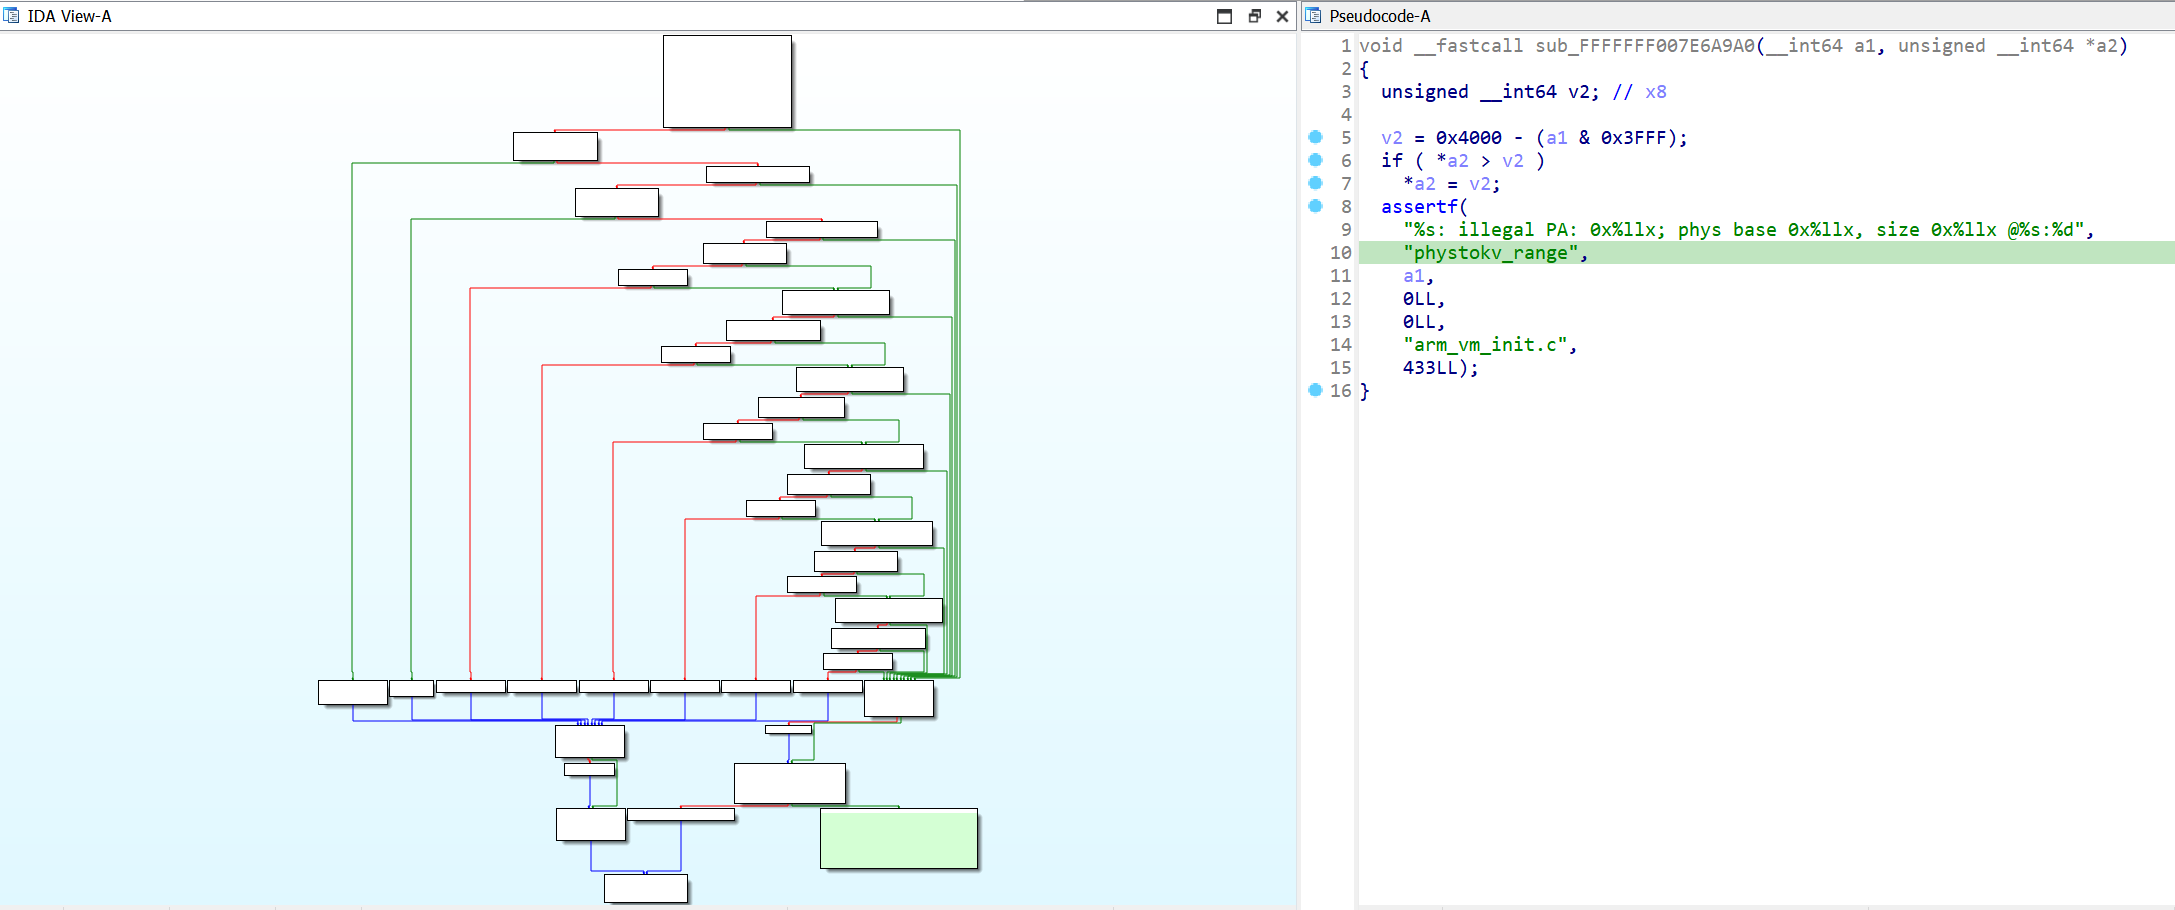 IDA View-A
Pseudocode-A
1 void __fastcall sub_FFFFFFF007E6A9A0(__int64 a1, unsigned __int64 *a2)
2 {
3   unsigned __int64 v2; // x8
4
5   v2 = 0x4000 - (a1 & 0x3FFF);
6   if ( *a2 > v2 )
7     *a2 = v2;
8   assertf(
9     "%s: illegal PA: 0x%llx; phys base 0x%llx, size 0x%llx @%s:%d",
10     "phystokv_range",
11     a1,
12     0LL,
13     0LL,
14     "arm_vm_init.c",
15     433LL);
16 }